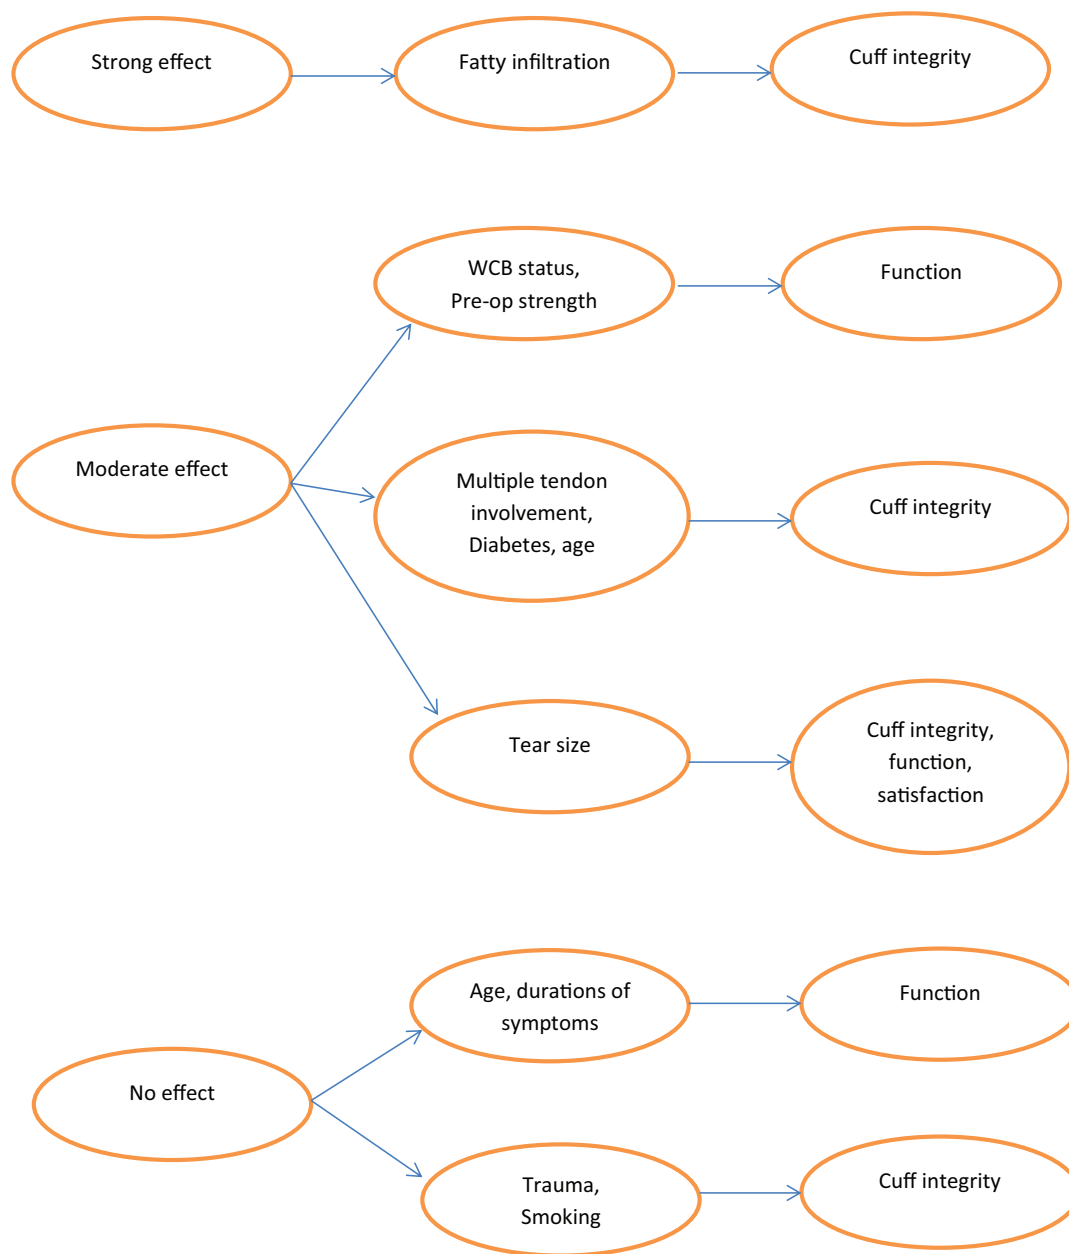 Strong effect
Fatty infiltration
Cuff integrity
WCB status,
Pre-op strength
Function
Moderate effect
Multiple tendon
involvement,
Diabetes, age
Cuff integrity
Tear size
Cuff integrity,
function,
satisfaction
Age, durations of
symptoms
Function
No effect
Trauma,
Smoking
Cuff integrity